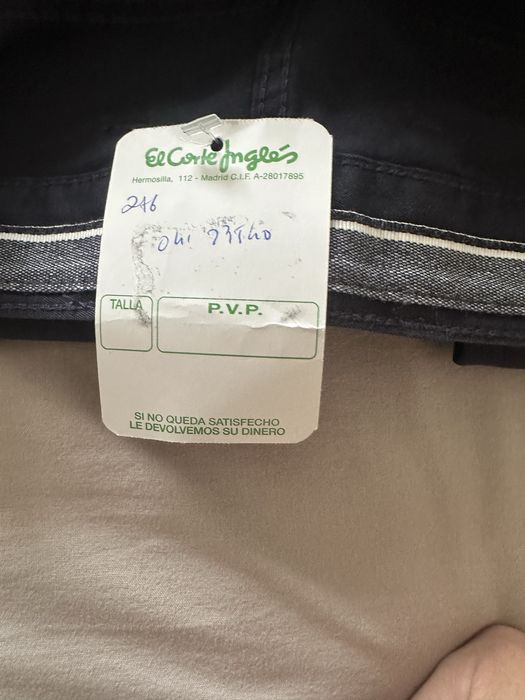 El Corte Inglés
Hermosilla, 112 - Madrid C.I.F. A-28017895
246
TALLA
P.V.P.
SI NO QUEDA SATISFECHO
LE DEVOLVEMOS SU DINERO